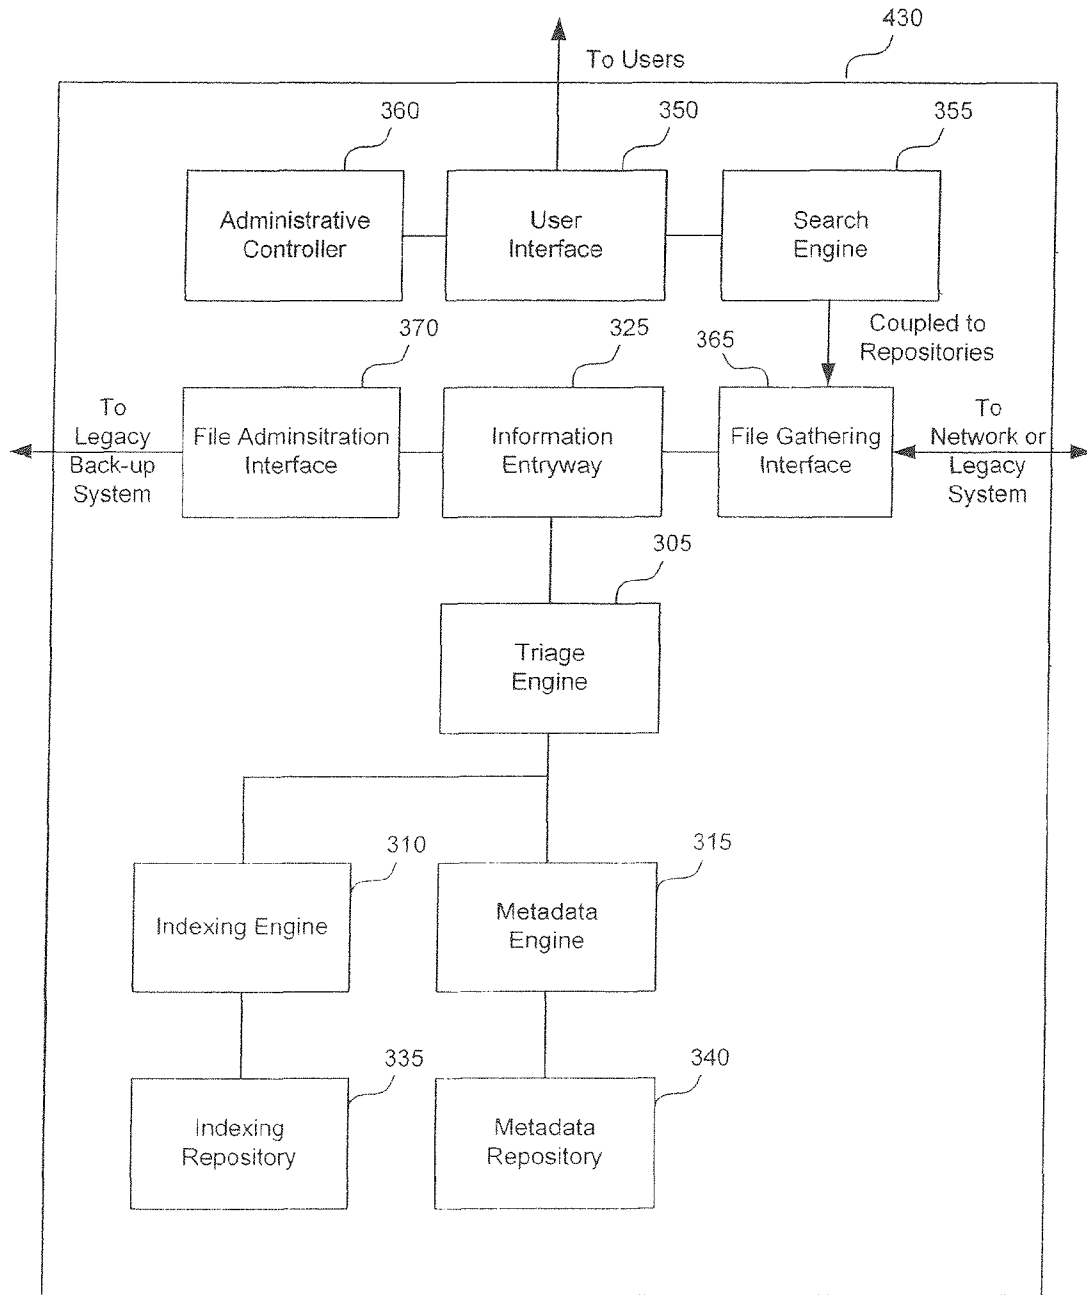 430
To Users
360
350
355
Administrative
Controller
User
Interface
Search
Engine
370
325
365
Coupled to
Repositories
To
Legacy
Back-up
System
File Adminsitration
Interface
Information
Entryway
File Gathering
Interface
To
Network or
Legacy
System
305
Triage
Engine
310
315
Indexing Engine
Metadata
Engine
335
340
Indexing
Repository
Metadata
Repository